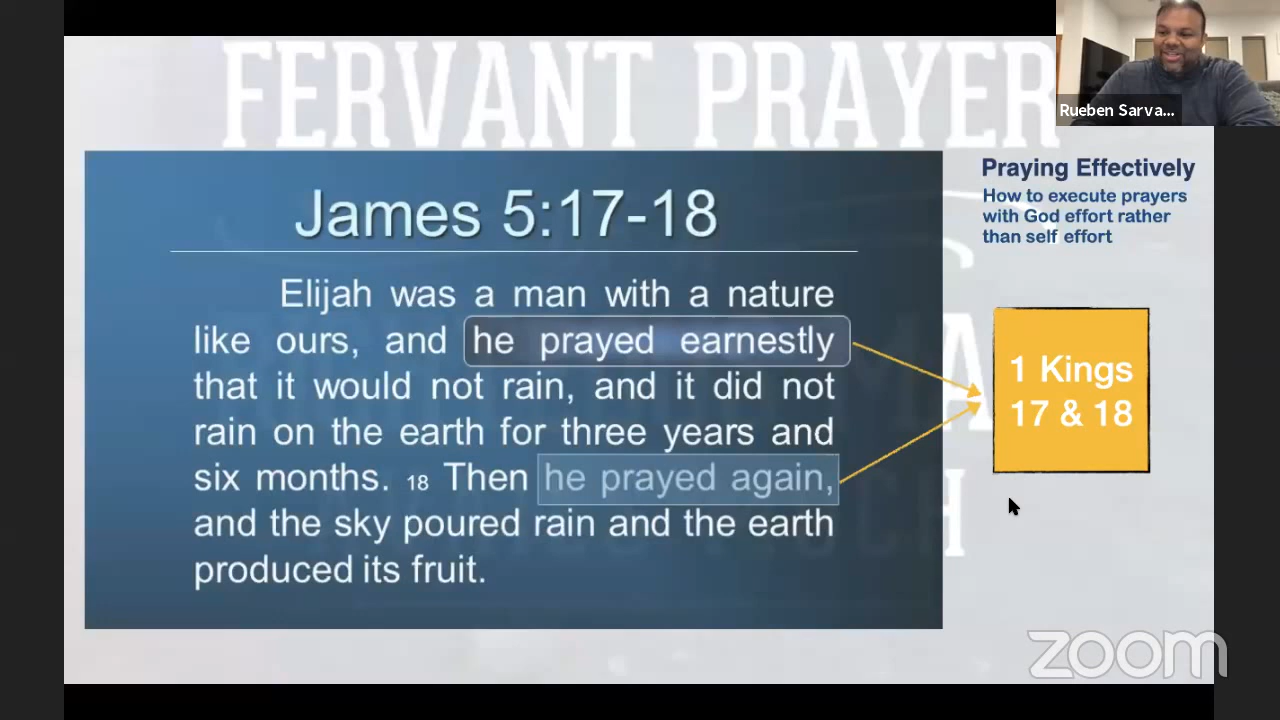 FERVANT PRAYER
Rueben Sarva...
James 5:17-18
Elijah was a man with a nature
like ours, and he prayed earnestly
that it would not rain, and it did not
rain on the earth for three years and
six months. 18 Then he prayed again,
and the sky poured rain and the earth
produced its fruit.
Praying Effectively
How to execute prayers
with God effort rather
than self effort
1 Kings
17 & 18
zoom